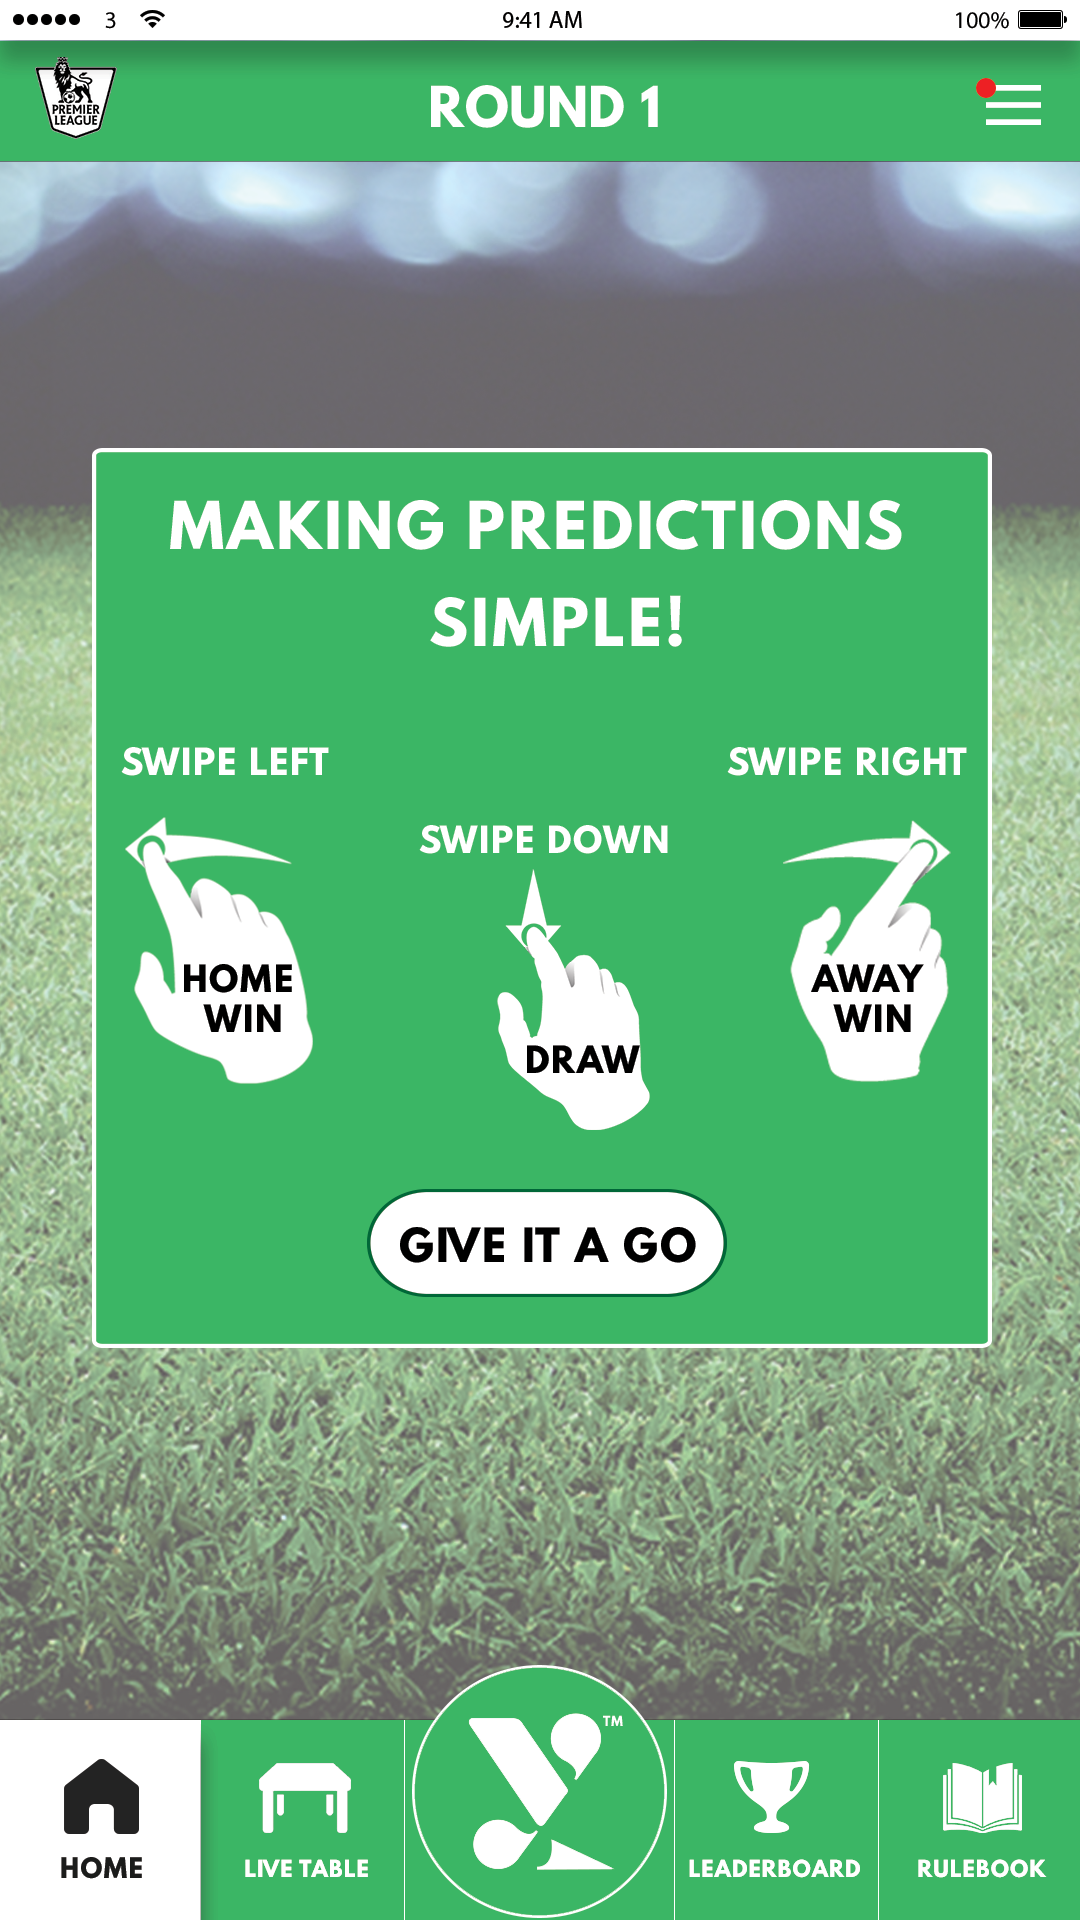 3
9:41 AM
100%
PREMIER
LEAGUE
ROUND 1
MAKING PREDICTIONS
SIMPLE!
SWIPE LEFT
SWIPE RIGHT
SWIPE DOWN
HOME
WIN
AWAY
WIN
DRAW
GIVE IT A GO
TM
HOME
LIVE TABLE
LEADERBOARD
RULEBOOK